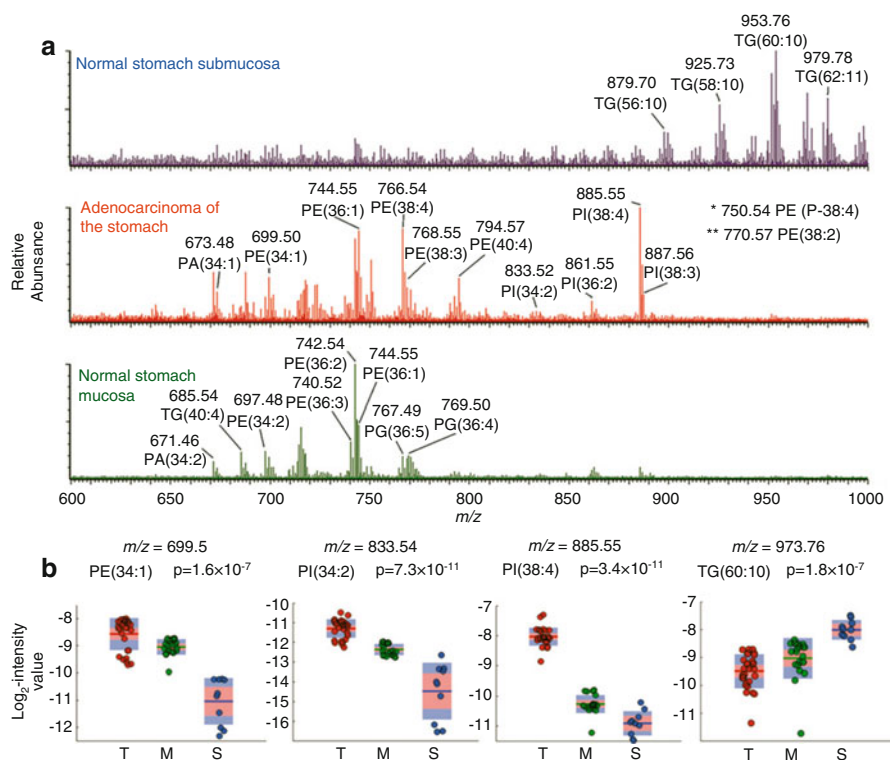 a
Normal stomach submucosa
879.70
TG(56:10)
925.73
TG(58:10)
953.76
TG(60:10)
979.78
TG(62:11)
Adenocarcinoma of
the stomach
673.48
PA(34:1)
699.50
PE(34:1)
744.55
PE(36:1)
766.54
PE(38:4)
768.55
PE(38:3)
794.57
PE(40:4)
833.52
PI(34:2)
861.55
PI(36:2)
885.55
PI(38:4)
887.56
PI(38:3)
* 750.54 PE (P-38:4)
** 770.57 PE(38:2)
Relative
Abunsance
Normal stomach
mucosa
671.46
PA(34:2)
685.54
TG(40:4)
697.48
PE(34:2)
740.52
PE(36:3)
742.54
PE(36:2)
744.55
PE(36:1)
767.49
PG(36:5)
769.50
PG(36:4)
600 650 700 750 800 850 900 950 1000
m/z
b
m/z = 699.5
PE(34:1) p=1.6×10-7
-8
-9
-10
-11
-12
T M S
m/z = 833.54
PI(34:2) p=7.3×10-11
-10
-11
-12
-13
-14
-15
-16
T M S
m/z = 885.55
PI(38:4) p=3.4×10-11
-7
-8
-9
-10
-11
T M S
m/z = 973.76
TG(60:10) p=1.8×10-7
-7
-8
-9
-10
-11
T M S
Log2-intensity
value